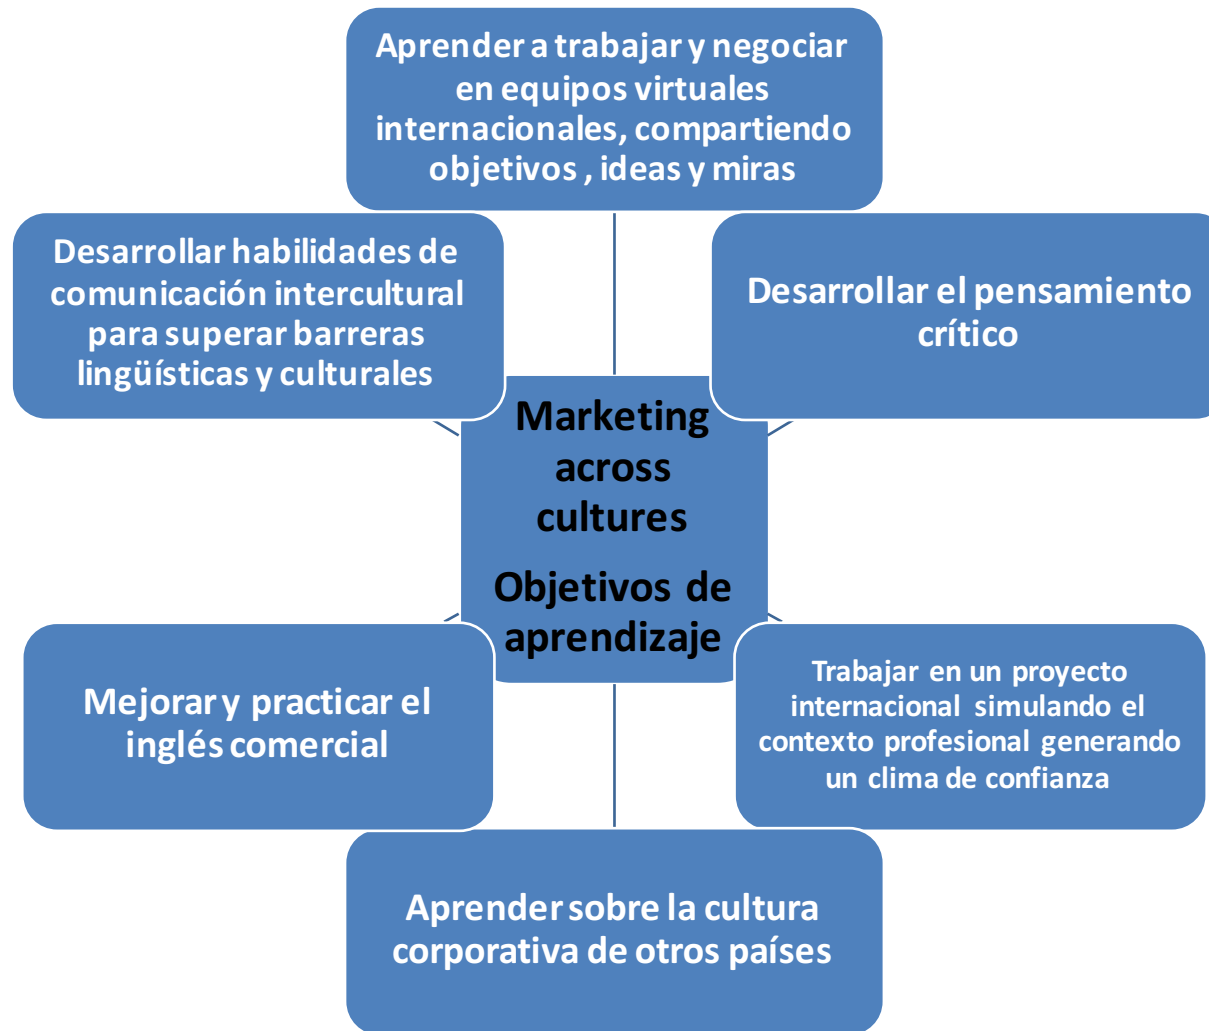 Aprender a trabajar y negociar
en equipos virtuales
internacionales, compartiendo
objetivos , ideas y miras
Desarrollar habilidades de
comunicación intercultural
para superar barreras
lingüísticas y culturales
Desarrollar el pensamiento
crítico
Marketing
across
cultures
Objetivos de
aprendizaje
Mejorar y practicar el
inglés comercial
Trabajar en un proyecto
internacional simulando el
contexto profesional generando
un clima de confianza
Aprender sobre la cultura
corporativa de otros países